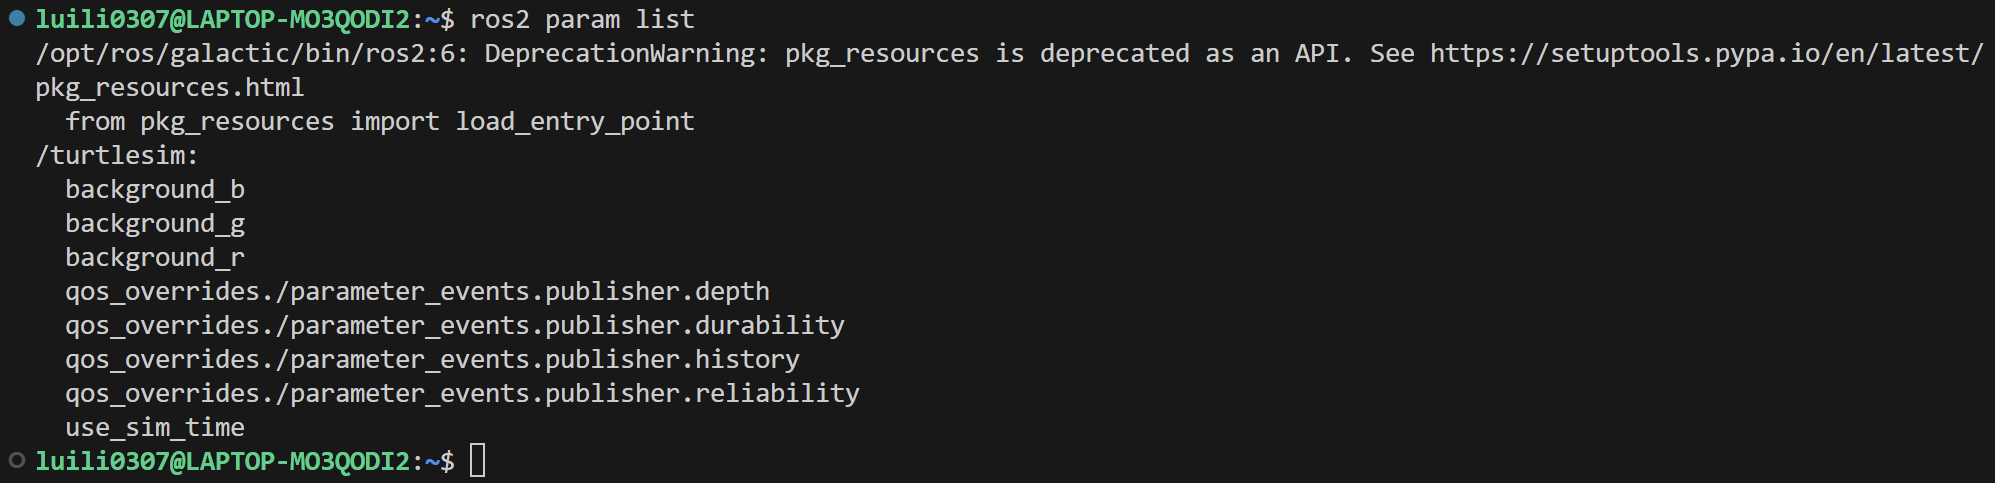 luili0307@LAPTOP-MO3QODI2:~$ ros2 param list
/opt/ros/galactic/bin/ros2:6: DeprecationWarning: pkg_resources is deprecated as an API. See https://setuptools.pypa.io/en/latest/
pkg_resources.html
  from pkg_resources import load_entry_point
/turtlesim:
  background_b
  background_g
  background_r
  qos_overrides./parameter_events.publisher.depth
  qos_overrides./parameter_events.publisher.durability
  qos_overrides./parameter_events.publisher.history
  qos_overrides./parameter_events.publisher.reliability
  use_sim_time
luili0307@LAPTOP-MO3QODI2:~$